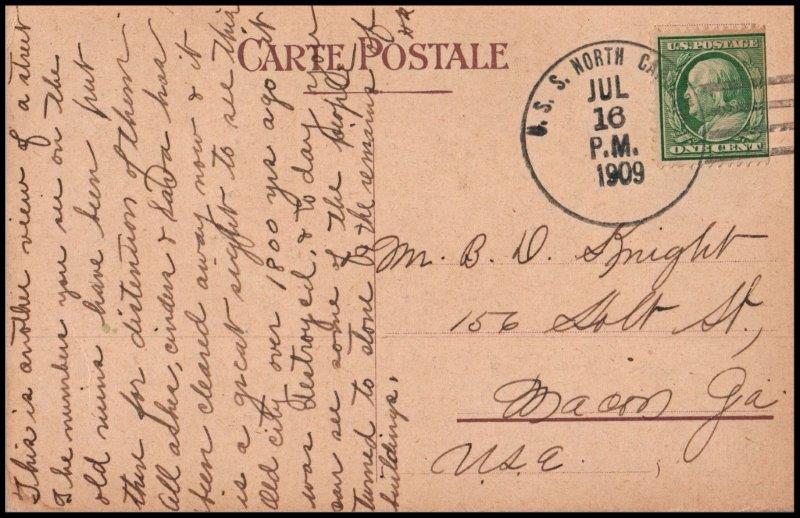 CARTE POSTALE
U. S. S. NORTH CA
JUL
16
P.M.
1909
U.S. POSTAGE
ONE CENT
Mr. B. D. Knight
156 Holt St,
Macon Ga.
U.S.A.
This is another view of a street
The number you see on the
old ruins have been put
there for distention of them
All ashes, cinders & Lava has
been cleared away now & it
is a great sight to see this
Old city over 1800 yrs ago it
was destroyed, & to day you
can see some of the people
turned to stone & the remains of
buildings.